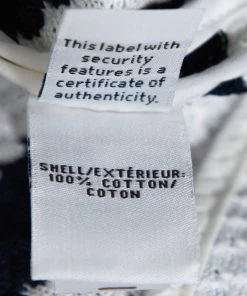 This label with
security
features is a
certificate of
authenticity.
SHELL/EXTÉRIEUR:
100% COTTON/
COTON